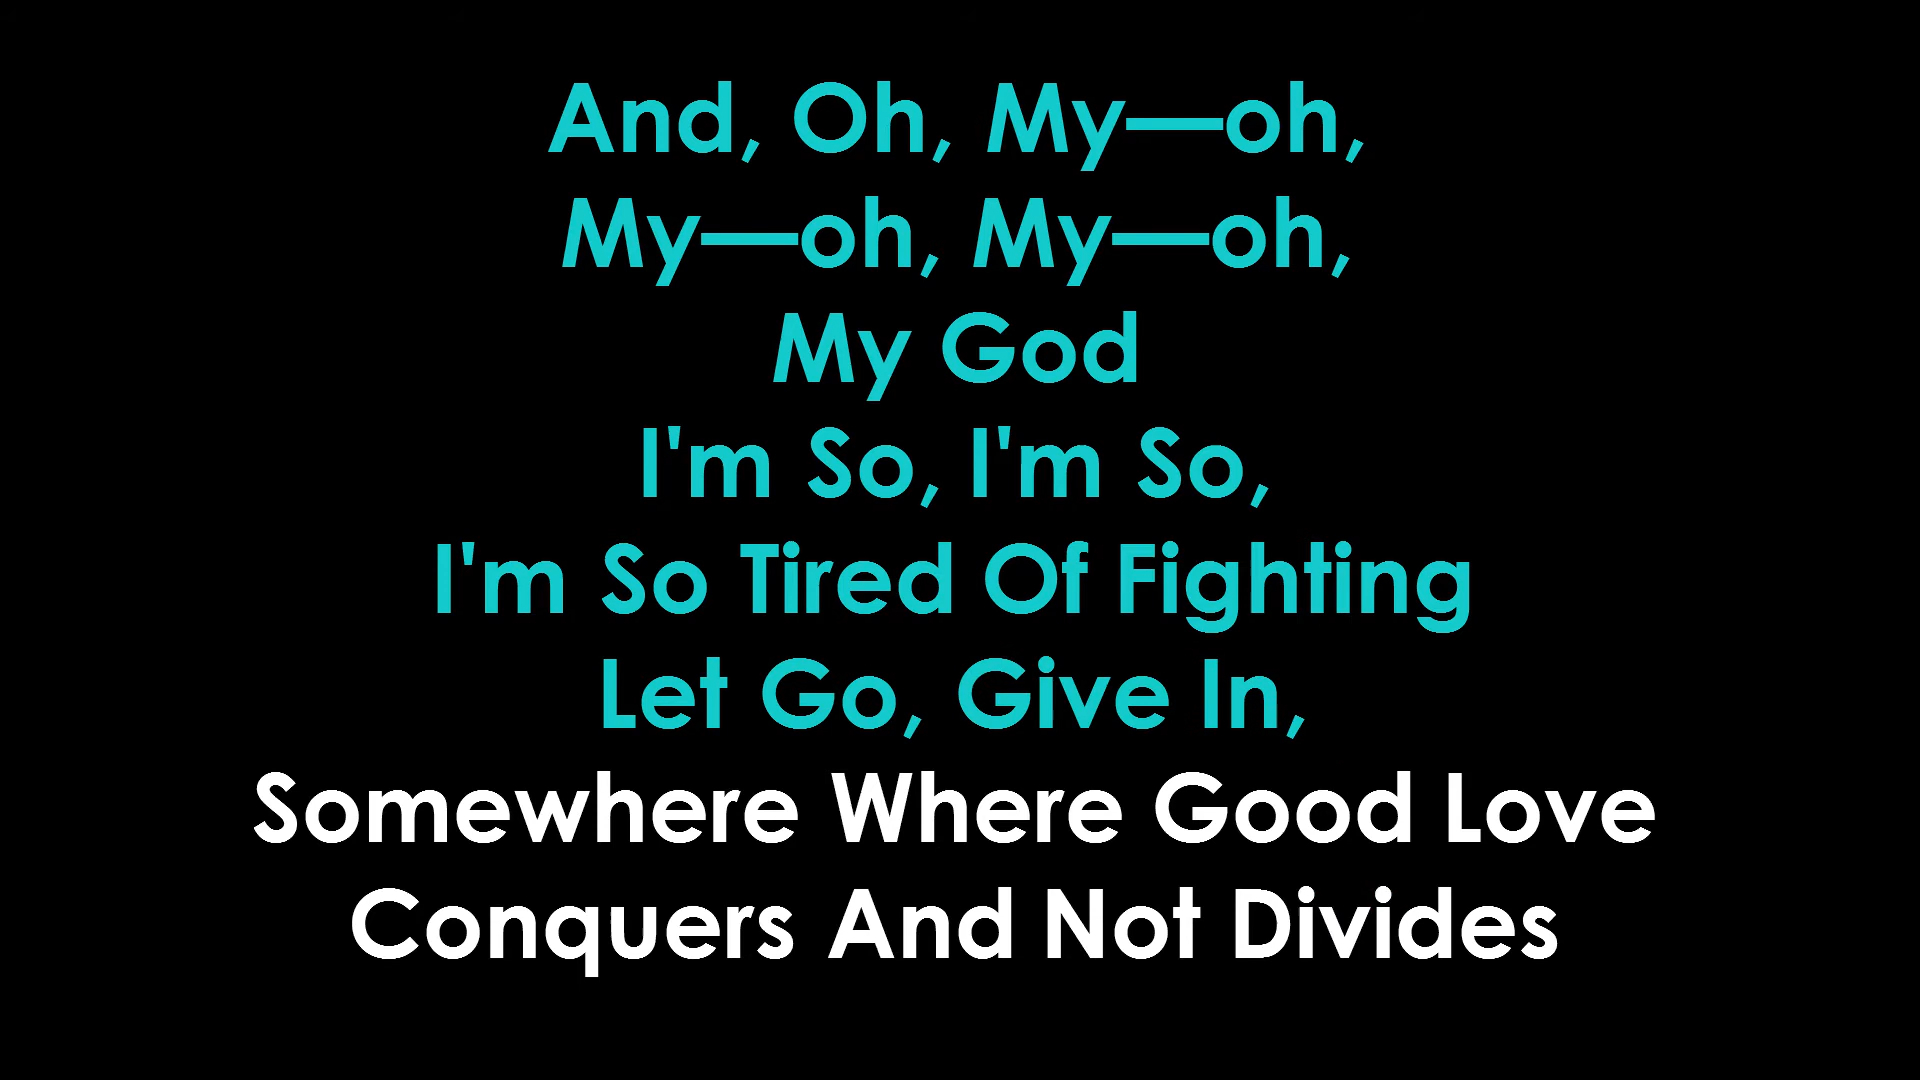 And, Oh, My—oh,
My—oh, My—oh,
My God
I'm So, I'm So,
I'm So Tired Of Fighting
Let Go, Give In,
Somewhere Where Good Love
Conquers And Not Divides